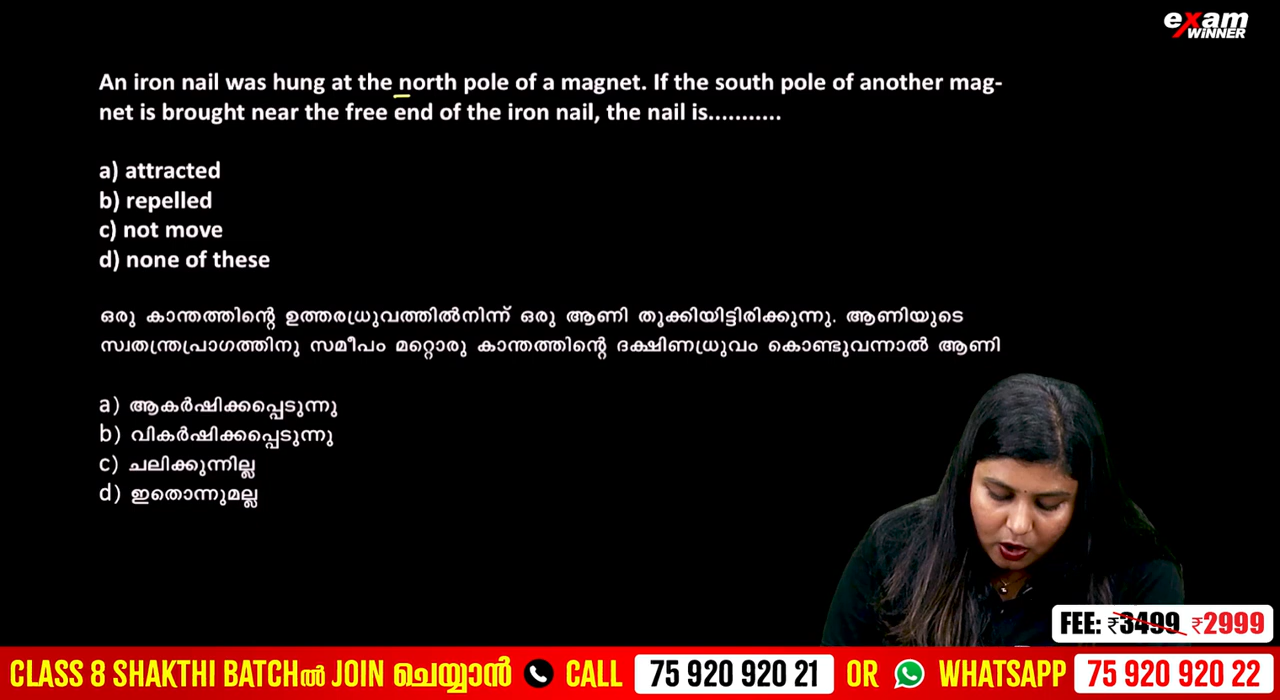 exam
WINNER
An iron nail was hung at the north pole of a magnet. If the south pole of another mag-
net is brought near the free end of the iron nail, the nail is...........
a) attracted
b) repelled
c) not move
d) none of these
ഒരു കാന്തത്തിന്റെ ഉത്തരധ്രുവത്തിൽനിന്ന് ഒരു ആണി തൂക്കിയിട്ടിരിക്കുന്നു. ആണിയുടെ
സ്വതന്ത്രപ്രാഗത്തിനു സമീപം മറ്റൊരു കാന്തത്തിന്റെ ദക്ഷിണധ്രുവം കൊണ്ടുവന്നാൽ ആണി
a) ആകർഷിക്കപ്പെടുന്നു
b) വികർഷിക്കപ്പെടുന്നു
c) ചലിക്കുന്നില്ല
d) ഇതൊന്നുമല്ല
FEE: ₹3499 ₹2999
CLASS 8 SHAKTHI BATCHൽ JOIN ചെയ്യാൻ CALL 75 920 920 21 OR WHATSAPP 75 920 920 22